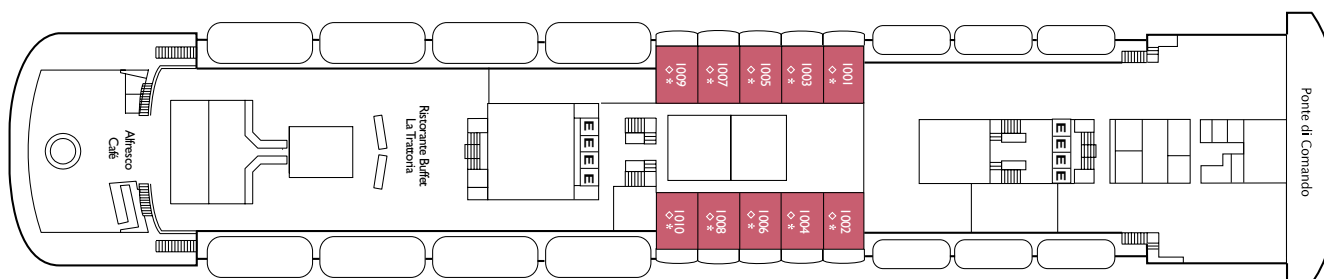 Alfresco
Café
Ristorante Buffet
La Trattoria
E
E
E
E
1009
◇ *
1007
◇ *
1005
◇ *
1003
◇ *
1001
◇ *
1010
◇ *
1008
◇ *
1006
◇ *
1004
◇ *
1002
◇ *
E
E
E
E
Ponte di Comando